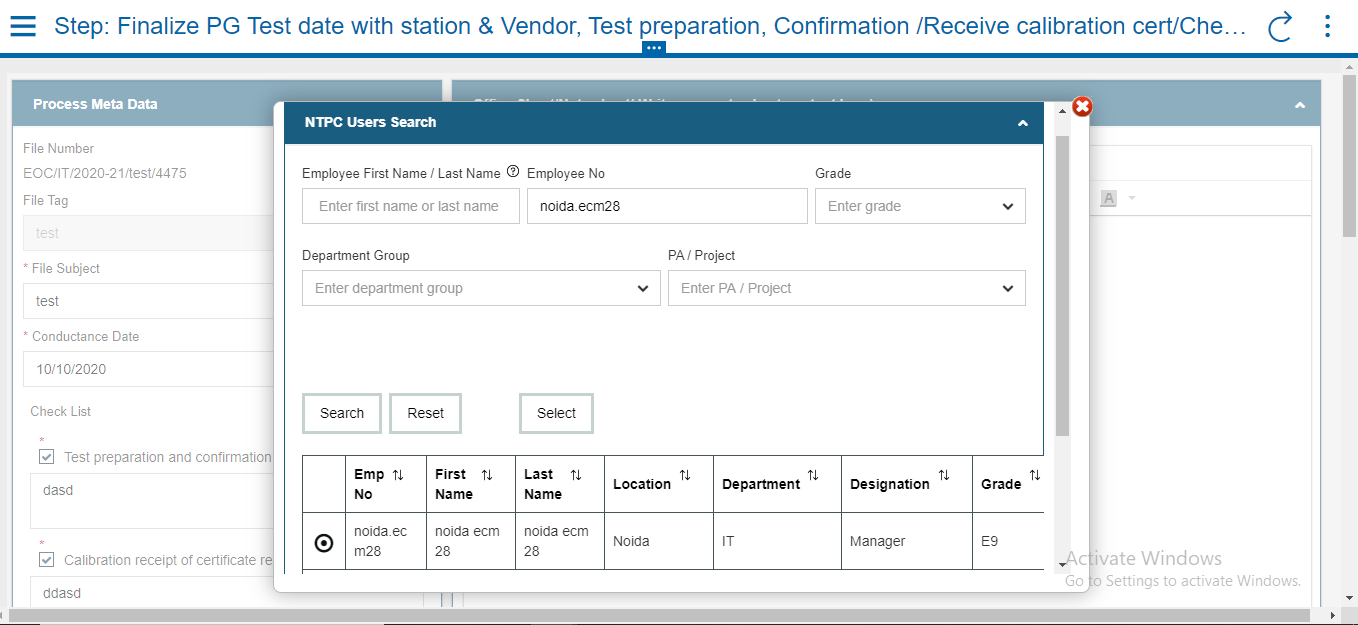 Step: Finalize PG Test date with station & Vendor, Test preparation, Confirmation /Receive calibration cert/Che...
Process Meta Data
File Number
EOC/IT/2020-21/test/4475
File Tag
test
* File Subject
test
* Conductance Date
10/10/2020
Check List
*
Test preparation and confirmation
dasd
*
Calibration receipt of certificate re
ddasd
NTPC Users Search
Employee First Name / Last Name ? Employee No Grade
Enter first name or last name noida.ecm28 Enter grade
Department Group PA / Project
Enter department group Enter PA / Project
Search Reset Select
Emp No First Name Last Name Location Department Designation Grade
noida.ecm28 noida ecm 28 noida ecm 28 Noida IT Manager E9
A
Activate Windows
Go to Settings to activate Windows.